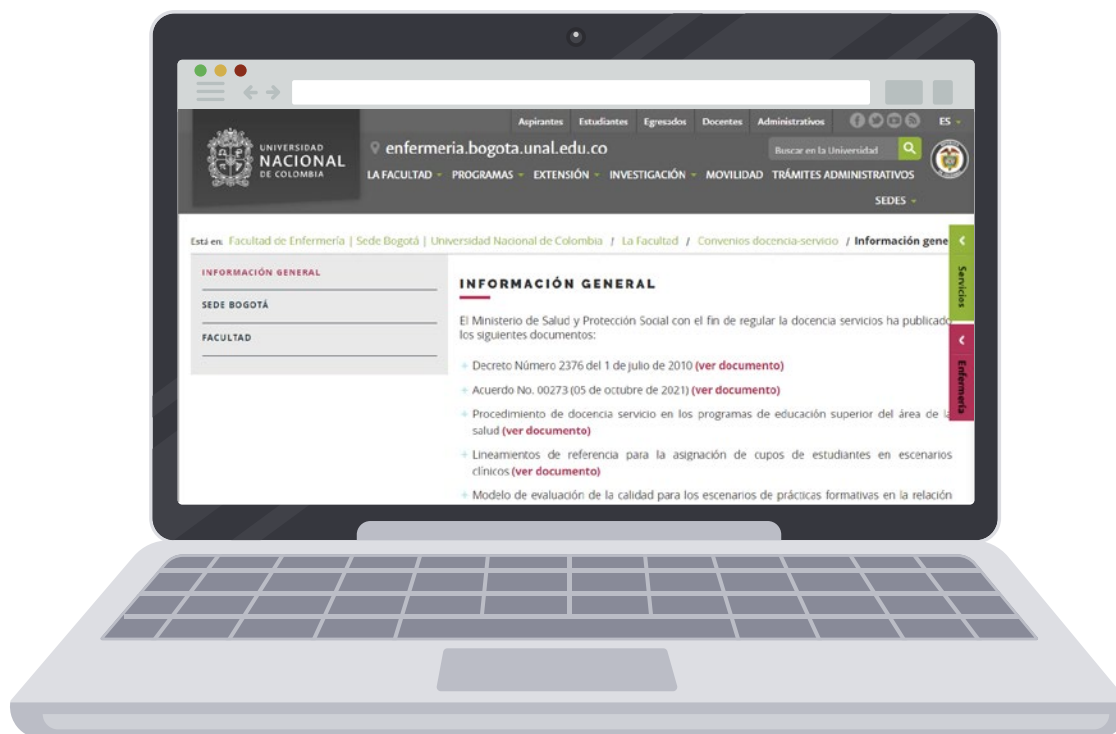 Aspirantes Estudiantes Egresados Docentes Administrativos ES
UNIVERSIDAD
NACIONAL
DE COLOMBIA
enfermeria.bogota.unal.edu.co
Buscar en la Universidad
LA FACULTAD PROGRAMAS EXTENSIÓN INVESTIGACIÓN MOVILIDAD TRÁMITES ADMINISTRATIVOS
SEDES
Está en: Facultad de Enfermería | Sede Bogotá | Universidad Nacional de Colombia / La Facultad / Convenios docencia-servicio / Información gene
INFORMACIÓN GENERAL
SEDE BOGOTÁ
FACULTAD
INFORMACIÓN GENERAL
El Ministerio de Salud y Protección Social con el fin de regular la docencia servicios ha publicado
los siguientes documentos:
Decreto Número 2376 del 1 de julio de 2010 (ver documento)
Acuerdo No. 00273 (05 de octubre de 2021) (ver documento)
Procedimiento de docencia servicio en los programas de educación superior del área de la
salud (ver documento)
Lineamientos de referencia para la asignación de cupos de estudiantes en escenarios
clínicos (ver documento)
Modelo de evaluación de la calidad para los escenarios de prácticas formativas en la relación
Servicios
Enfermería